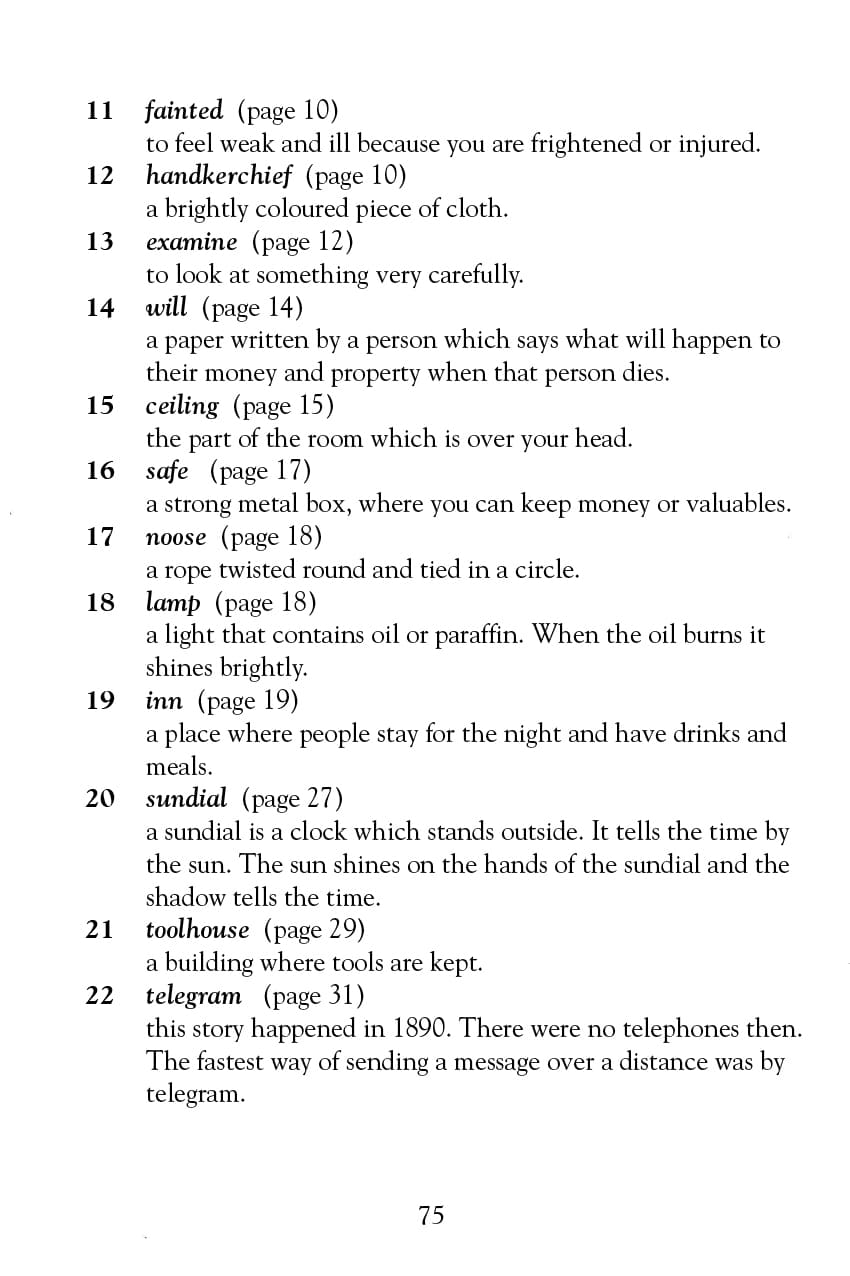 11 fainted (page 10)
to feel weak and ill because you are frightened or injured.
12 handkerchief (page 10)
a brightly coloured piece of cloth.
13 examine (page 12)
to look at something very carefully.
14 will (page 14)
a paper written by a person which says what will happen to
their money and property when that person dies.
15 ceiling (page 15)
the part of the room which is over your head.
16 safe (page 17)
a strong metal box, where you can keep money or valuables.
17 noose (page 18)
a rope twisted round and tied in a circle.
18 lamp (page 18)
a light that contains oil or paraffin. When the oil burns it
shines brightly.
19 inn (page 19)
a place where people stay for the night and have drinks and
meals.
20 sundial (page 27)
a sundial is a clock which stands outside. It tells the time by
the sun. The sun shines on the hands of the sundial and the
shadow tells the time.
21 toolhouse (page 29)
a building where tools are kept.
22 telegram (page 31)
this story happened in 1890. There were no telephones then.
The fastest way of sending a message over a distance was by
telegram.
75